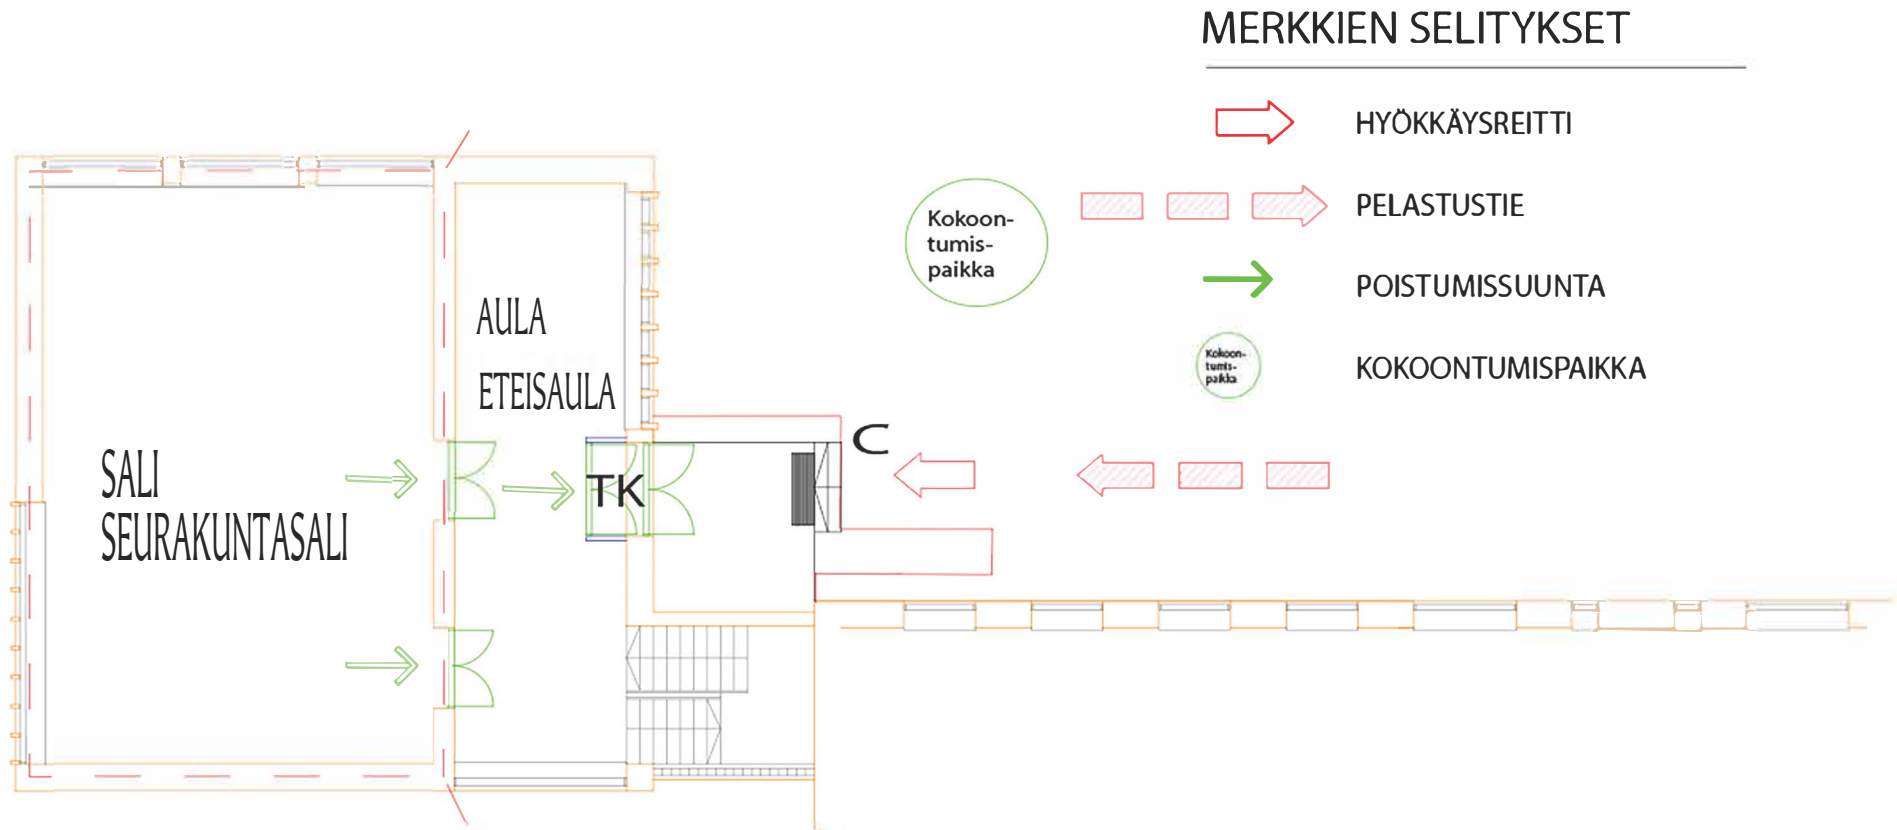 MERKKIEN SELITYKSET
HYÖKKÄYSREITTI
PELASTUSTIE
POISTUMISSUUNTA
Kokoon-
tumis-
paikka
KOKOONTUMISPAIKKA
Kokoon-
tumis-
paikka
AULA
ETEISAULA
SALI
SEURAKUNTASALI
TK
C